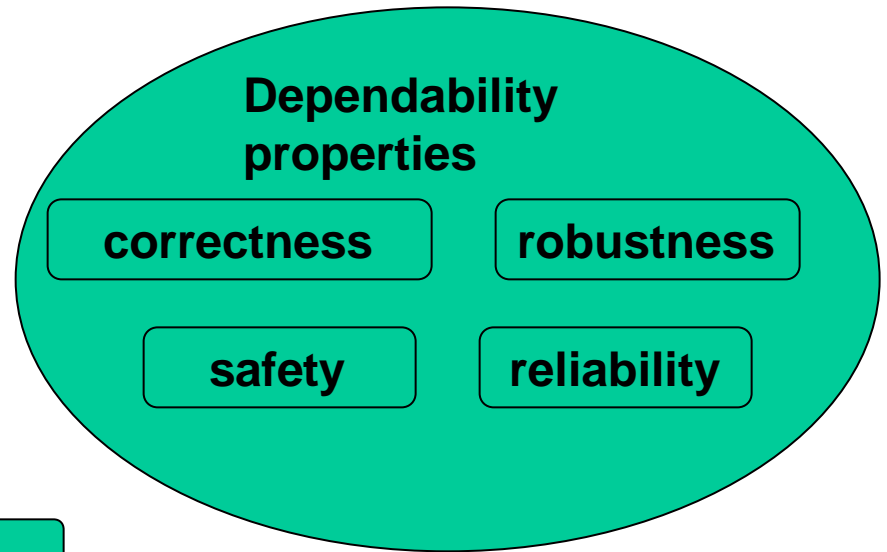 Dependability
properties
correctness robustness
safety reliability